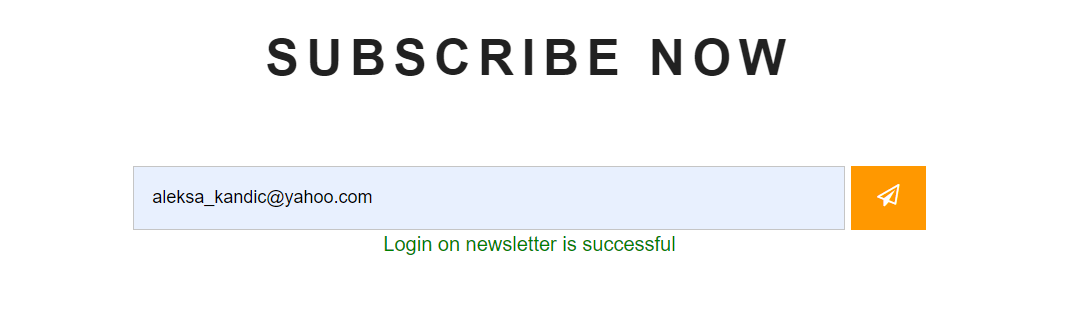 SUBSCRIBE NOW
aleksa_kandic@yahoo.com
Login on newsletter is successful